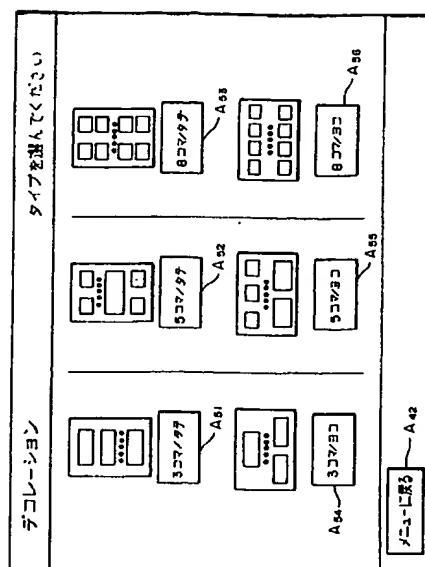 デコレーション
タイプを選んでください
3コマ/タテ
A51
5コマ/タテ
A52
8コマ/タテ
A53
3コマ/ヨコ
A54
5コマ/ヨコ
A55
8コマ/ヨコ
A56
メニューに戻る
A42